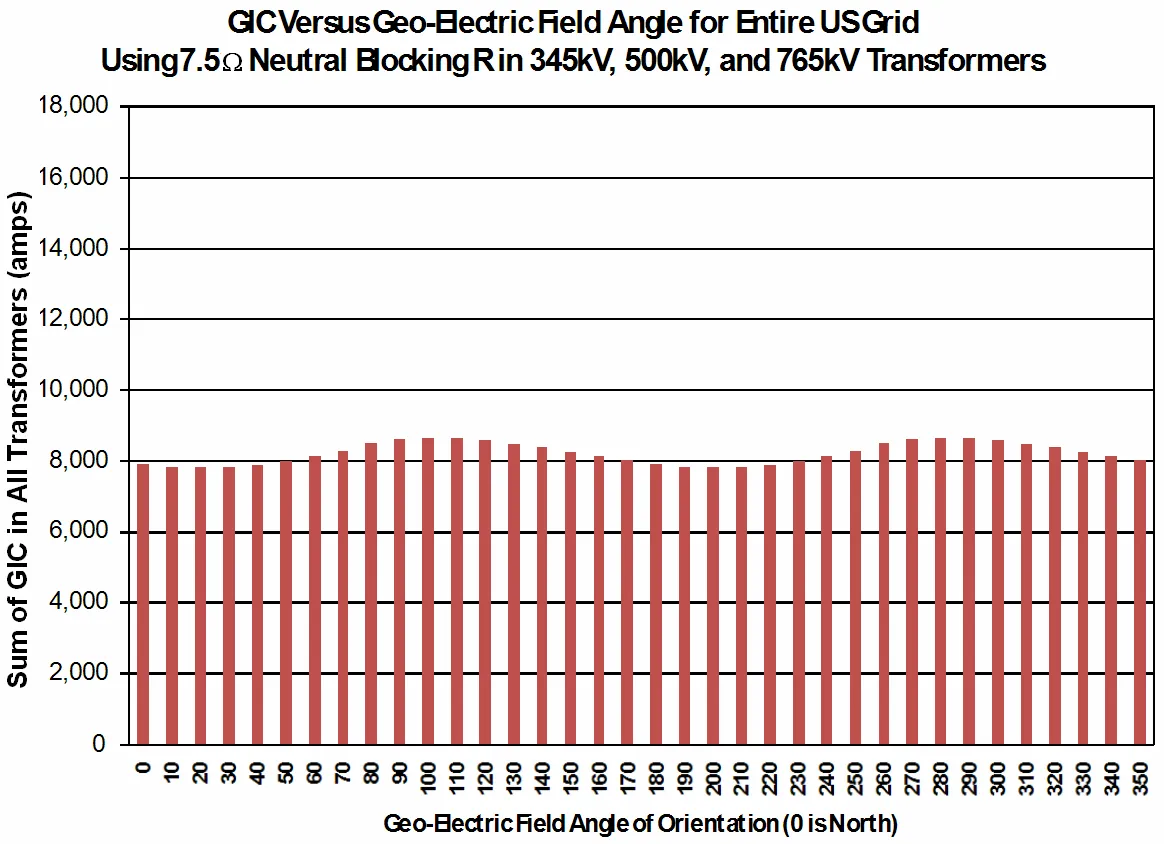 GIC Versus Geo-Electric Field Angle for Entire US Grid
Using 7.5Ω Neutral Blocking R in 345kV, 500kV, and 765kV Transformers
18,000
16,000
14,000
12,000
10,000
8,000
6,000
4,000
2,000
0
Sum of GIC in All Transformers (amps)
0 10 20 30 40 50 60 70 80 90 100 110 120 130 140 150 160 170 180 190 200 210 220 230 240 250 260 270 280 290 300 310 320 330 340 350
Geo-Electric Field Angle of Orientation (0 is North)